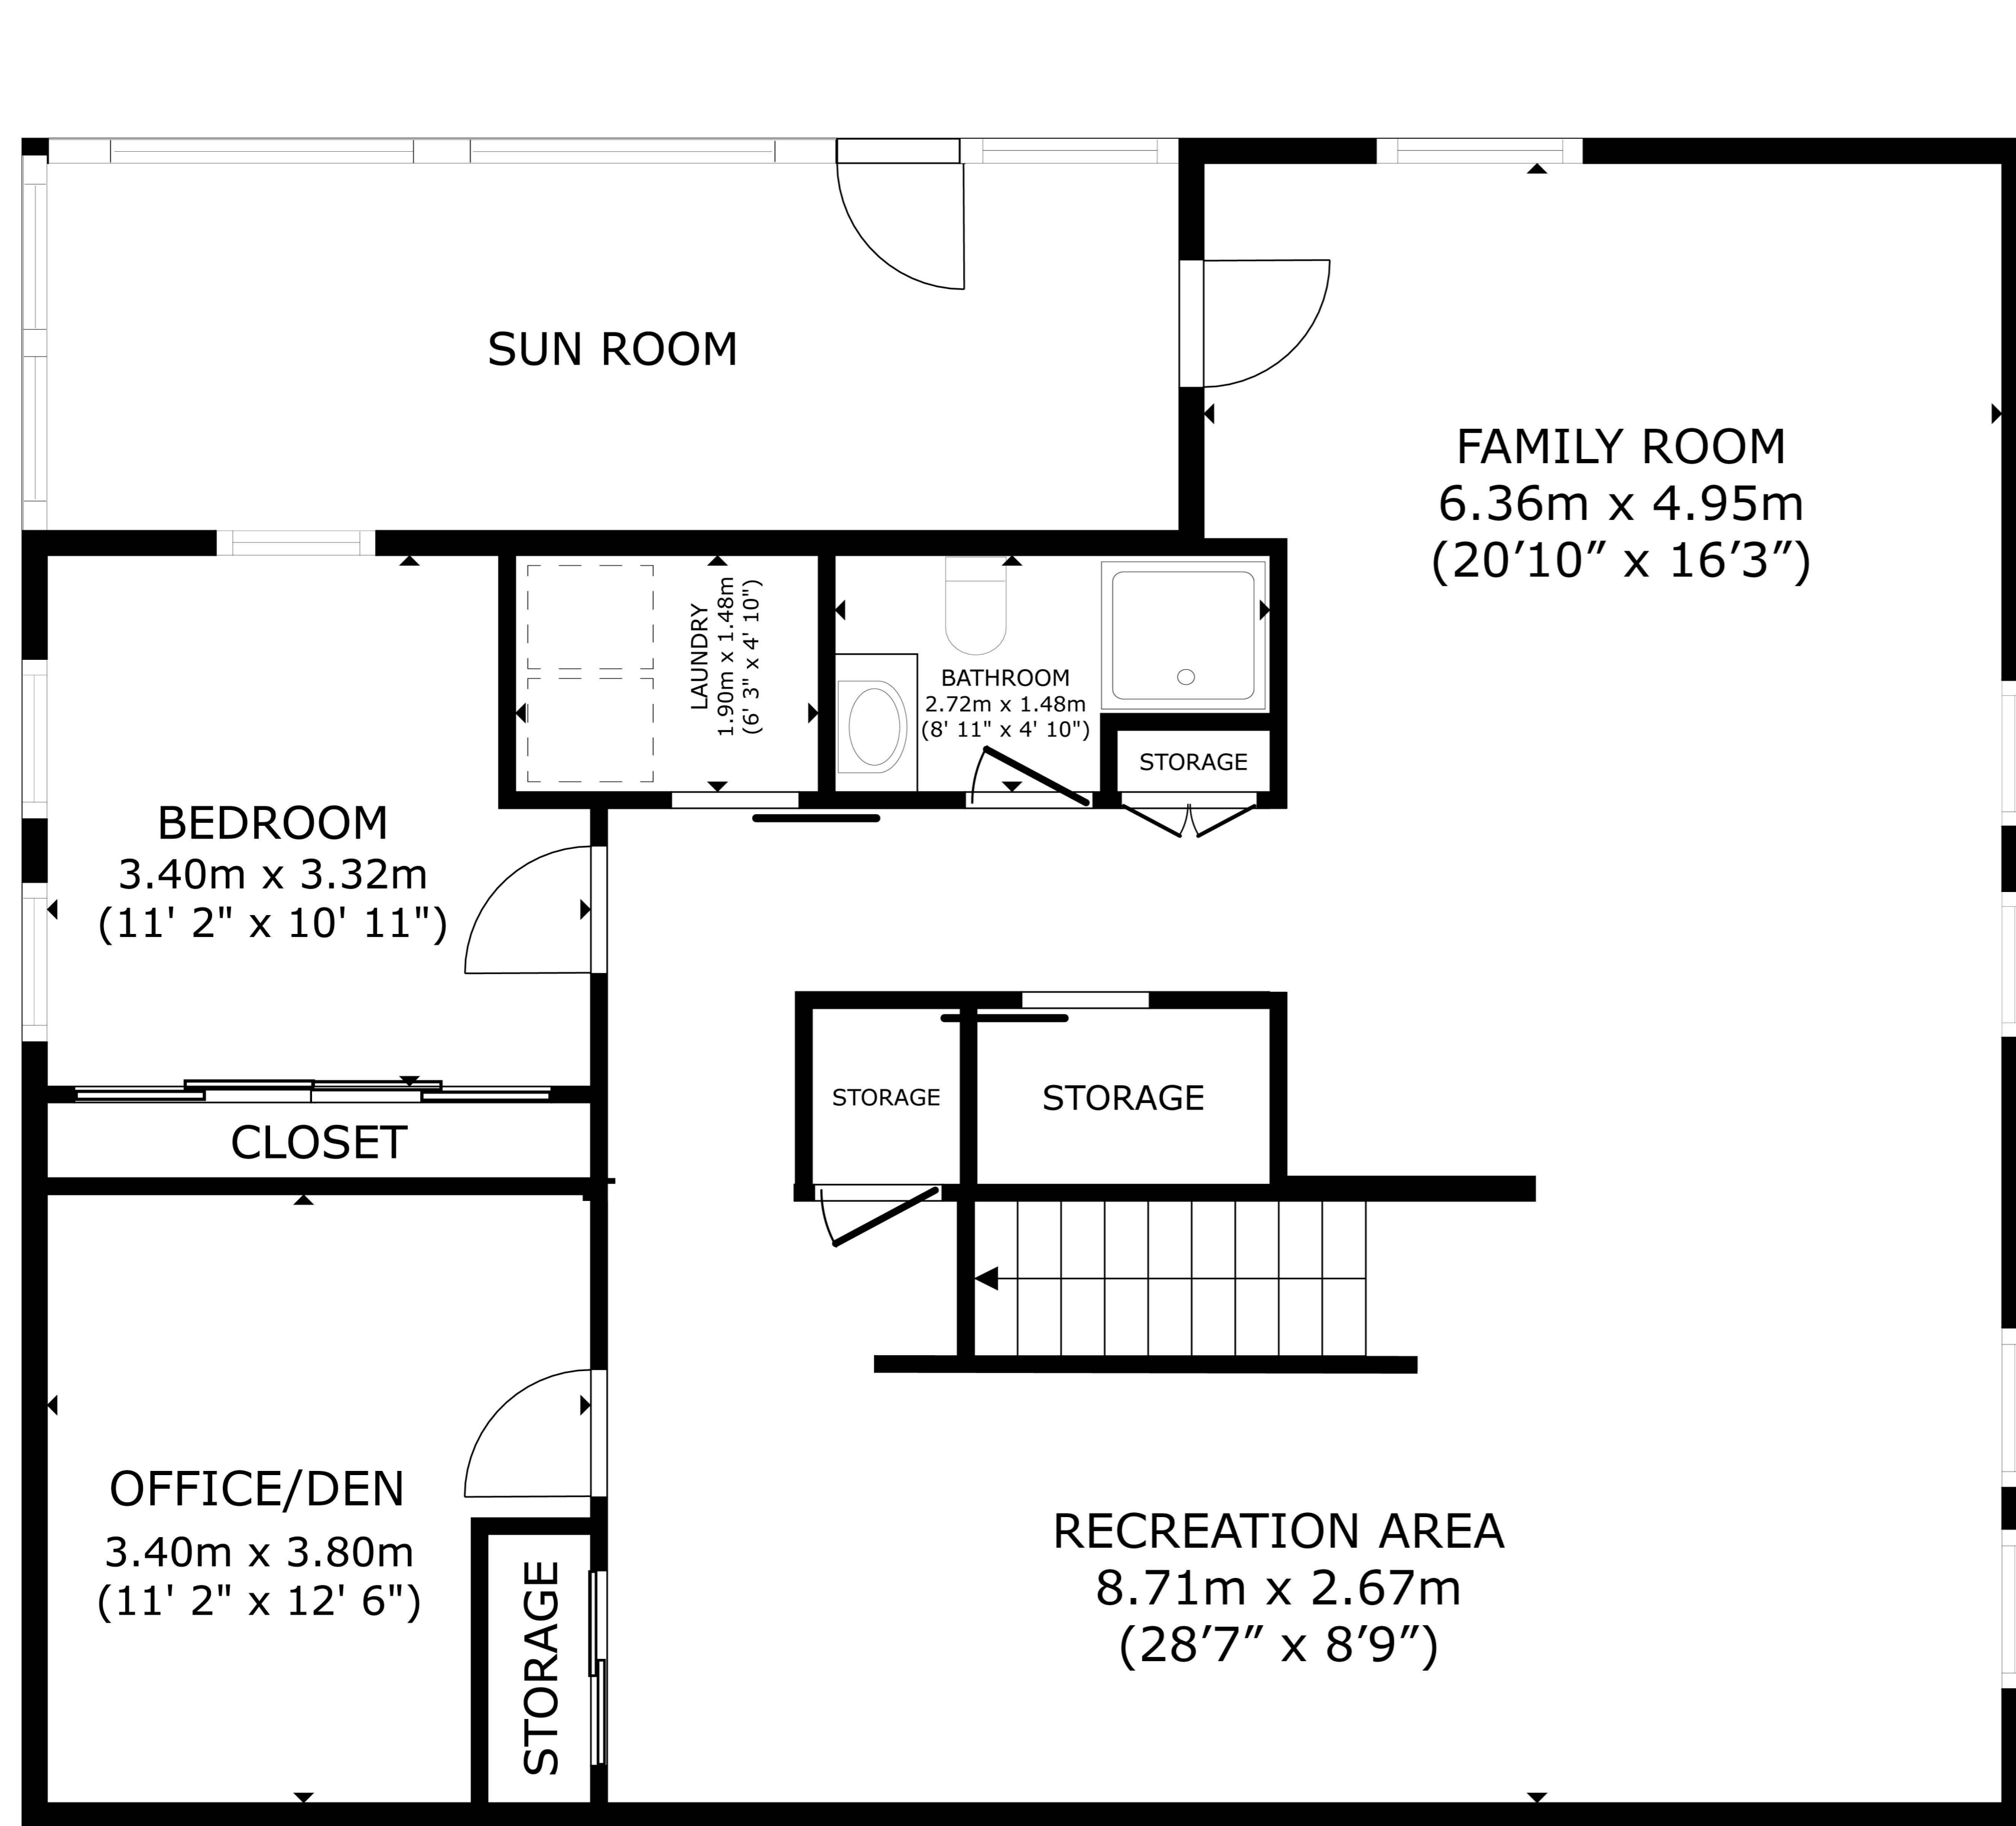 SUN ROOM
FAMILY ROOM
6.36m x 4.95m
(20’10” x 16’3”)
LAUNDRY
1.90m x 1.48m
(6' 3" x 4' 10")
BATHROOM
2.72m x 1.48m
(8' 11" x 4' 10")
STORAGE
BEDROOM
3.40m x 3.32m
(11' 2" x 10' 11")
STORAGE
STORAGE
CLOSET
OFFICE/DEN
3.40m x 3.80m
(11' 2" x 12' 6")
STORAGE
RECREATION AREA
8.71m x 2.67m
(28’7” x 8’9”)